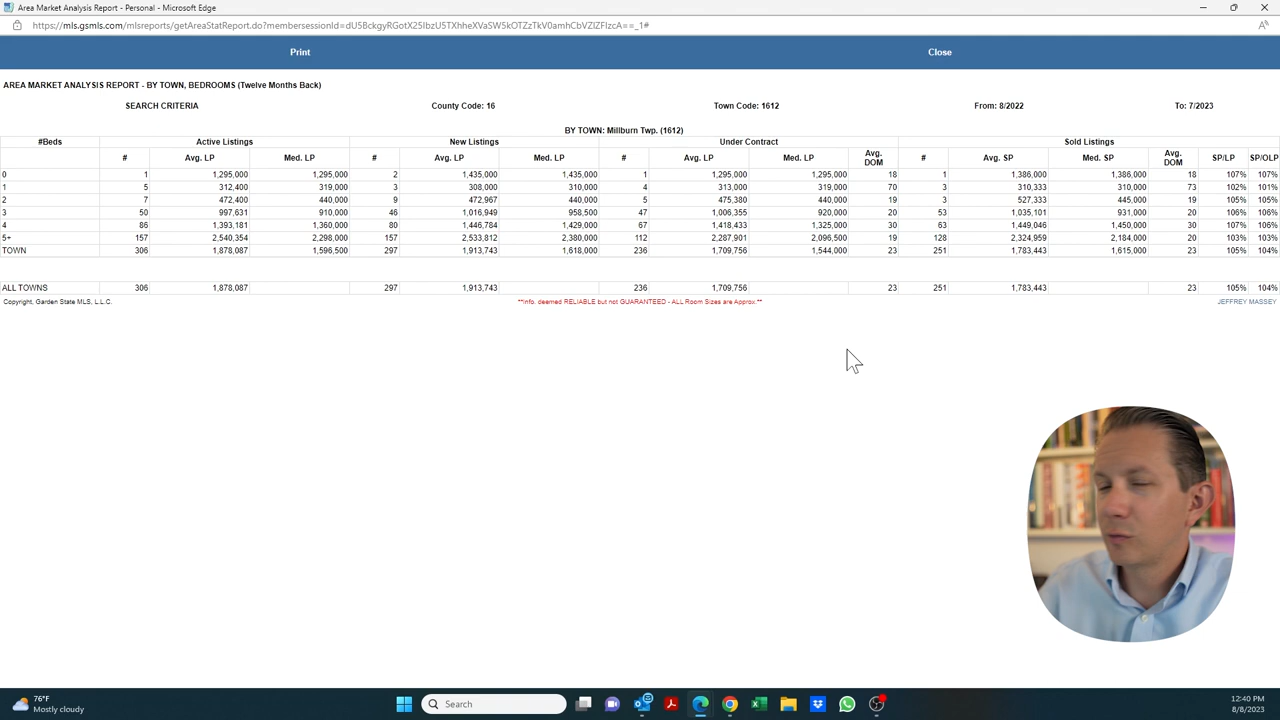 Area Market Analysis Report - Personal - Microsoft Edge
https://mls.gsmls.com/mlsreports/getAreaStatReport.do?membersessionId=dU5BckgyRGotX25IbzU5TXhheXVaSW5kOTZzTkV0amhCbVZIZFIzcA==_1#
Print Close
AREA MARKET ANALYSIS REPORT - BY TOWN, BEDROOMS (Twelve Months Back)
SEARCH CRITERIA County Code: 16 Town Code: 1612 From: 8/2022 To: 7/2023
BY TOWN: Millburn Twp. (1612)
#Beds Active Listings New Listings Under Contract Sold Listings
# Avg. LP Med. LP # Avg. LP Med. LP # Avg. LP Med. LP Avg. DOM # Avg. SP Med. SP Avg. DOM SP/LP SP/OLP
0 1 1,295,000 1,295,000 2 1,435,000 1,435,000 1 1,295,000 1,295,000 18 1 1,386,000 1,386,000 18 107% 107%
1 5 312,400 319,000 3 308,000 310,000 4 313,000 319,000 70 3 310,333 310,000 73 102% 101%
2 7 472,400 440,000 9 472,967 440,000 5 475,380 440,000 19 3 527,333 445,000 19 105% 105%
3 50 997,631 910,000 46 1,016,949 958,500 47 1,006,355 920,000 20 53 1,035,101 931,000 20 106% 106%
4 86 1,393,181 1,360,000 80 1,446,784 1,429,000 67 1,418,433 1,325,000 30 63 1,449,046 1,450,000 30 107% 106%
5+ 157 2,540,354 2,298,000 157 2,533,812 2,380,000 112 2,287,901 2,096,500 19 128 2,324,959 2,184,000 20 103% 103%
TOWN 306 1,878,087 1,596,500 297 1,913,743 1,618,000 236 1,709,756 1,544,000 23 251 1,783,443 1,615,000 23 105% 104%
ALL TOWNS 306 1,878,087 297 1,913,743 236 1,709,756 23 251 1,783,443 23 105% 104%
Copyright, Garden State MLS, L.L.C. **Info. deemed RELIABLE but not GUARANTEED - ALL Room Sizes are Approx.** JEFFREY MASSEY
76°F
Mostly cloudy
Search
12:40 PM
8/8/2023